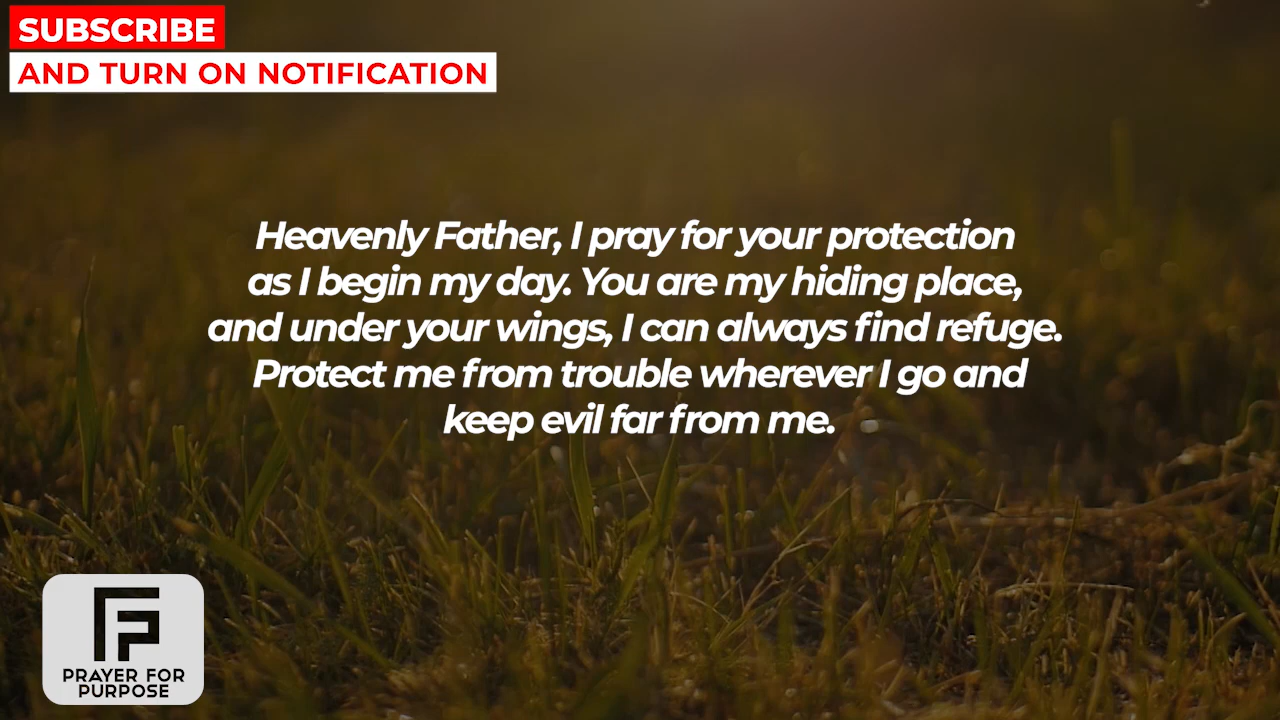 SUBSCRIBE
AND TURN ON NOTIFICATION
Heavenly Father, I pray for your protection
as I begin my day. You are my hiding place,
and under your wings, I can always find refuge.
Protect me from trouble wherever I go and
keep evil far from me.
PRAYER FOR
PURPOSE